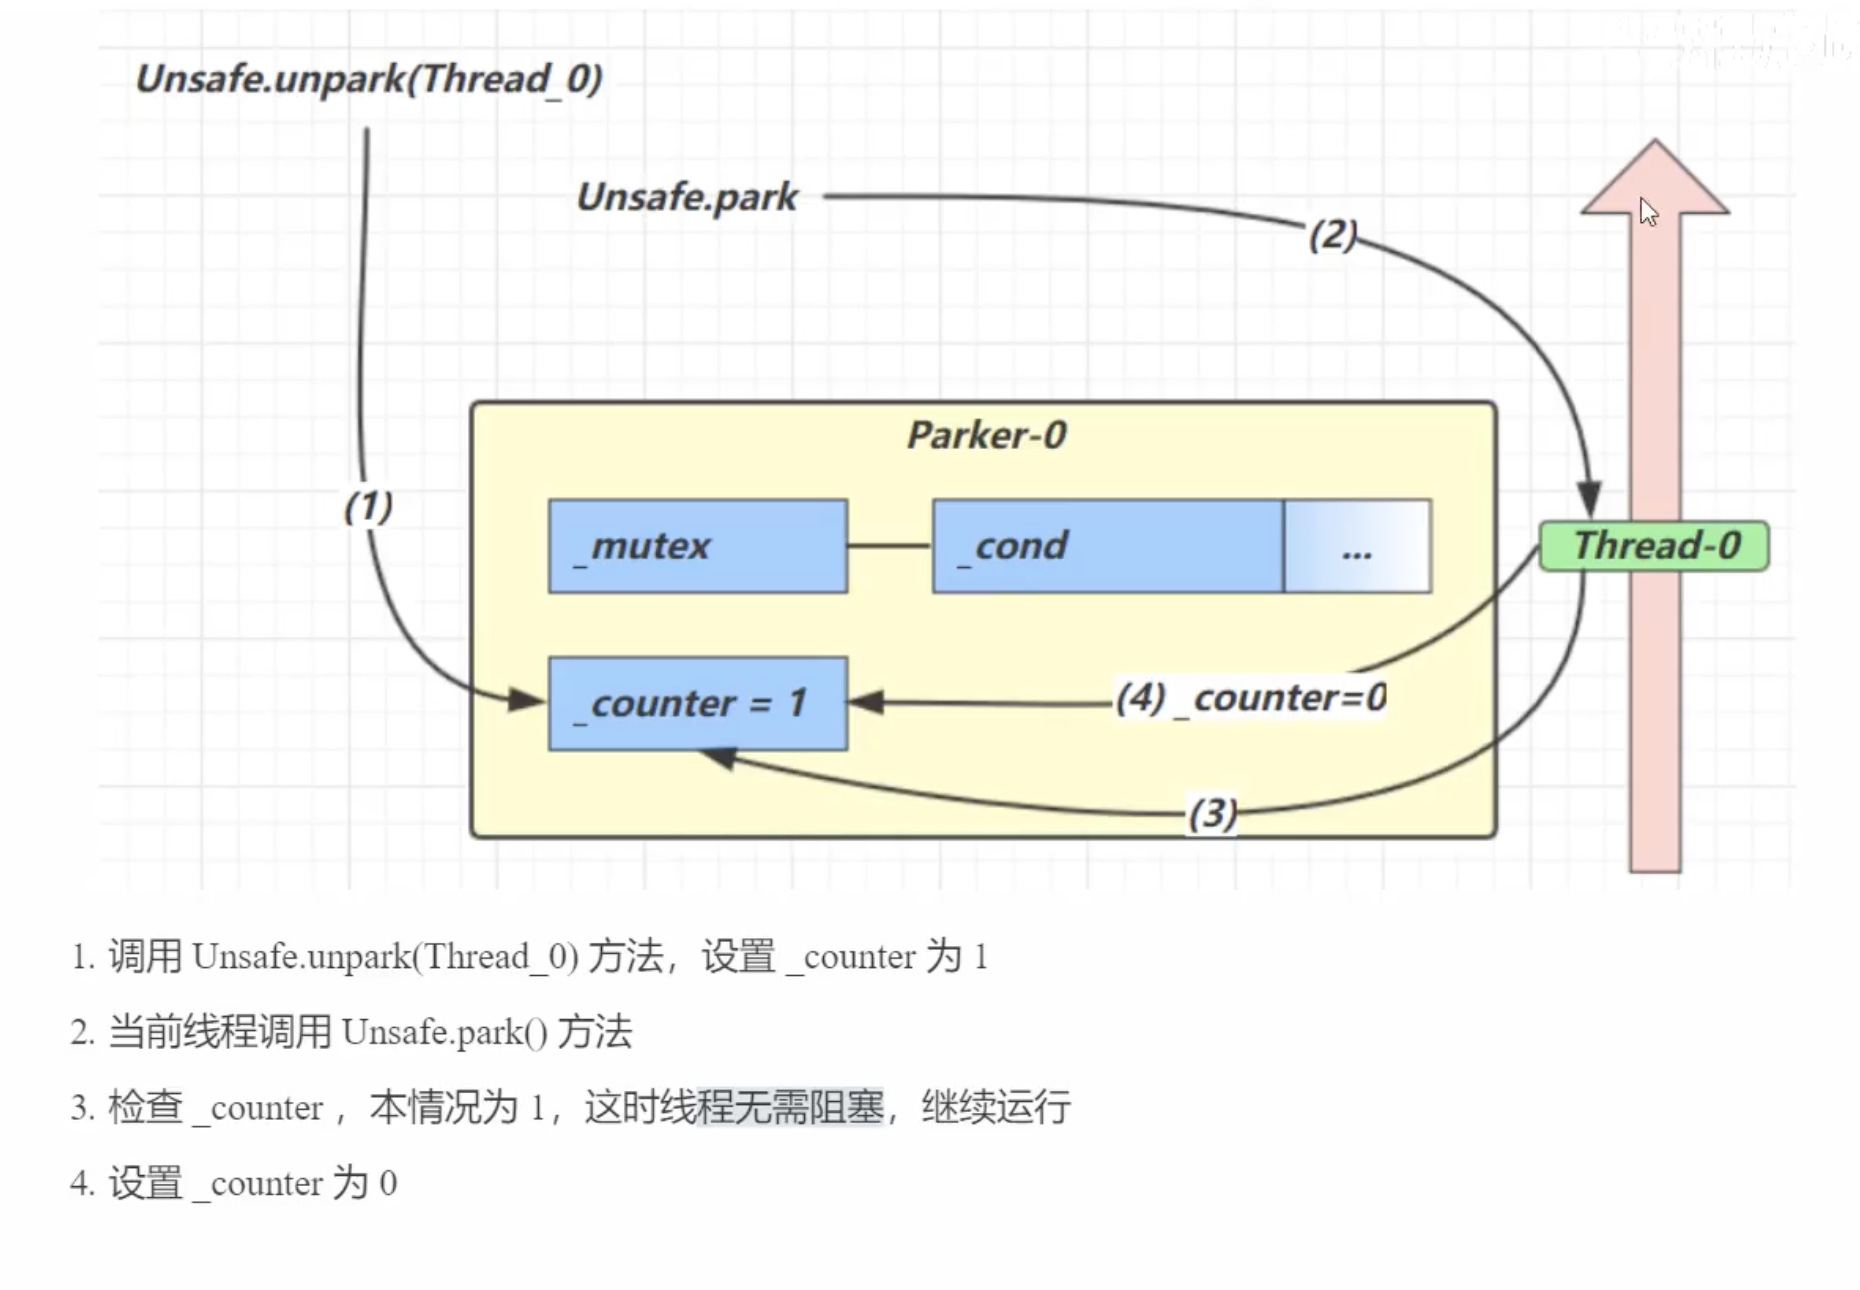 Unsafe.unpark(Thread_0)
Unsafe.park
(2)
Parker-0
(1)
_mutex
_cond
...
Thread-0
_counter = 1
(4) _counter=0
(3)
1. 调用 Unsafe.unpark(Thread_0) 方法，设置 _counter 为 1
2. 当前线程调用 Unsafe.park() 方法
3. 检查 _counter ，本情况为 1，这时线程无需阻塞，继续运行
4. 设置 _counter 为 0